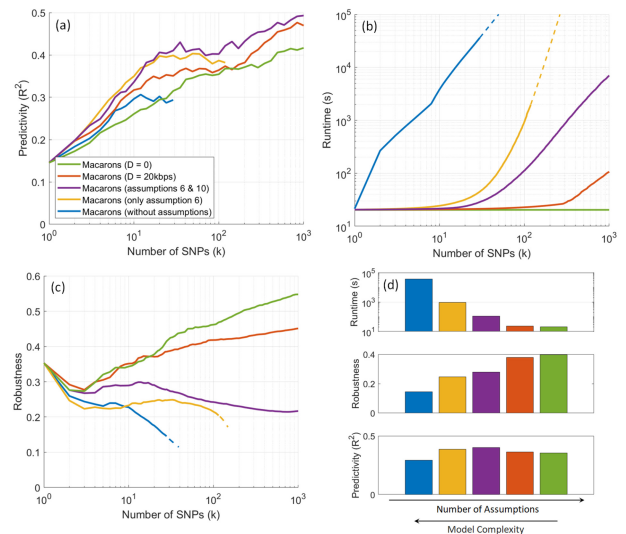 (a)
0.5
0.4
0.3
0.2
0.1
0
Predictivity (R²)
Macarons (D = 0)
Macarons (D = 20kbps)
Macarons (assumptions 6 & 10)
Macarons (only assumption 6)
Macarons (without assumptions)
10⁰ 10¹ 10² 10³
Number of SNPs (k)
(b)
10⁵
10⁴
10³
10²
10¹
Runtime (s)
10⁰ 10¹ 10² 10³
Number of SNPs (k)
(c)
0.6
0.5
0.4
0.3
0.2
0.1
0
Robustness
10⁰ 10¹ 10² 10³
Number of SNPs (k)
(d)
10⁵
10³
10¹
Runtime (s)
0.4
0.2
0
Robustness
0.5
0
Predictivity (R²)
Number of Assumptions
Model Complexity